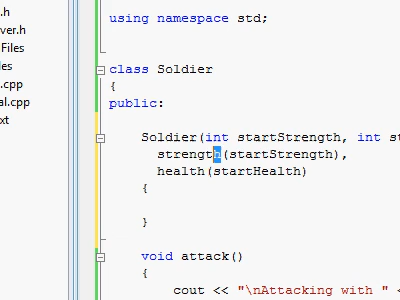 .h
ver.h
Files
les
.cpp
al.cpp
xt
using namespace std;
class Soldier
{
public:
Soldier(int startStrength, int st
strength(startStrength),
health(startHealth)
{
}
void attack()
{
cout << "\nAttacking with " <